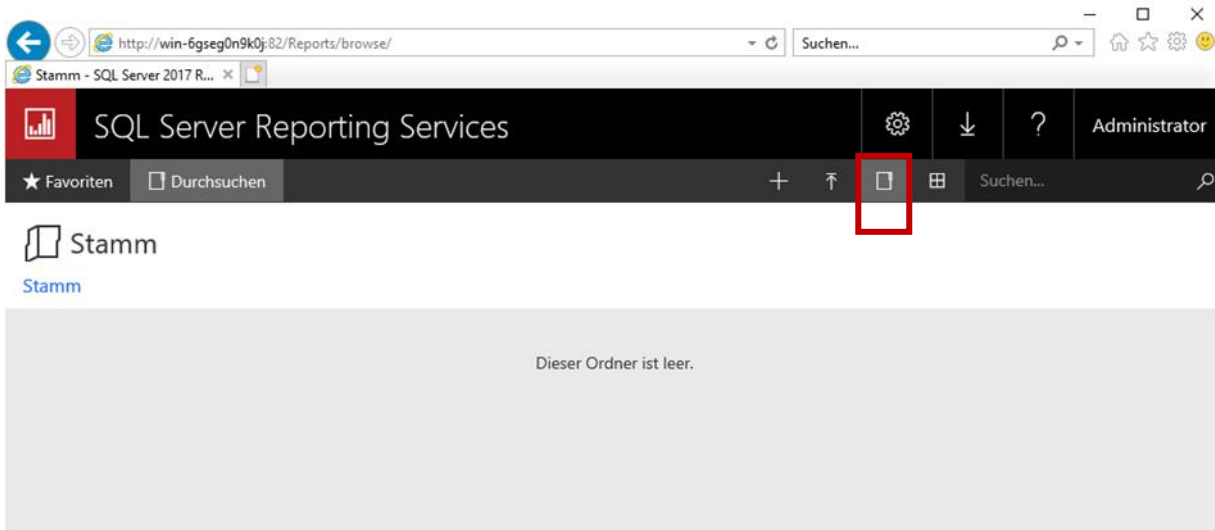 http://win-6gseg0n9k0j:82/Reports/browse/
Suchen...
Stamm - SQL Server 2017 R...
SQL Server Reporting Services
?
Administrator
Favoriten
Durchsuchen
Suchen...
Stamm
Stamm
Dieser Ordner ist leer.